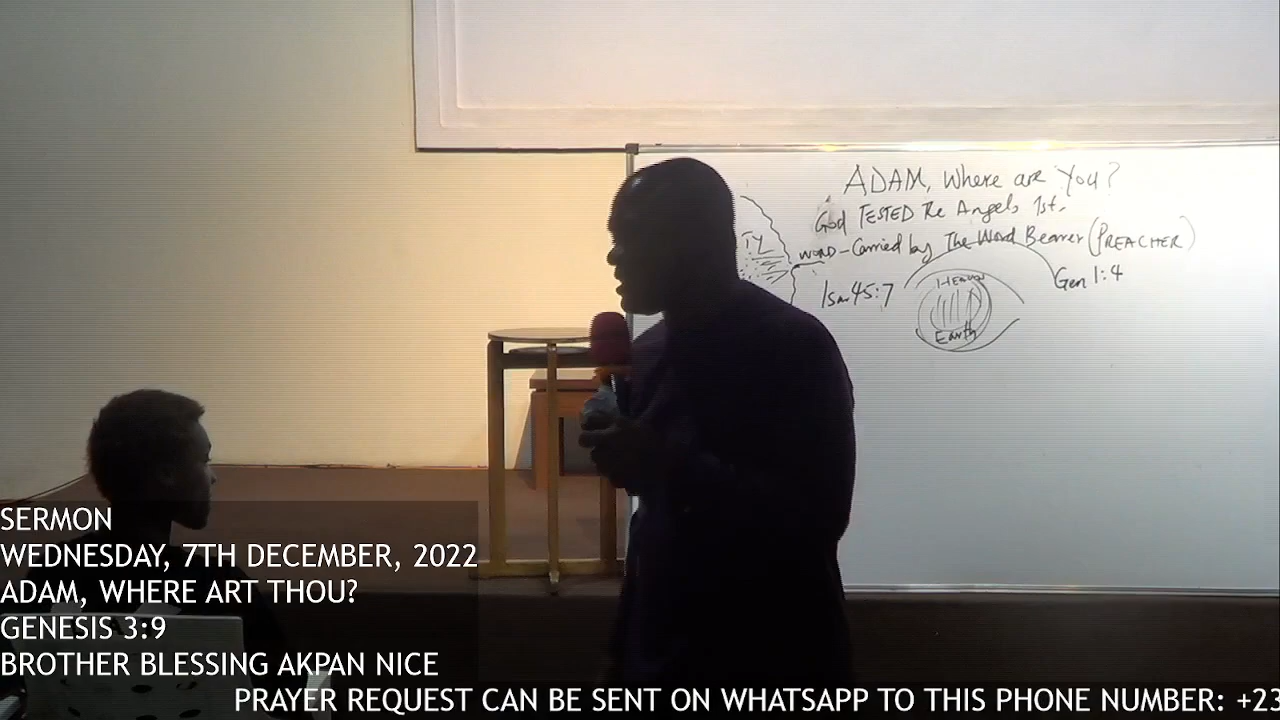 ADAM, Where are You?
God TESTED The Angels 1st.
TY
WORD - Carried by The Word Bearer (PREACHER)
Isa 45:7
Gen 1:4
Heaven
Earth
SERMON
WEDNESDAY, 7TH DECEMBER, 2022
ADAM, WHERE ART THOU?
GENESIS 3:9
BROTHER BLESSING AKPAN NICE
PRAYER REQUEST CAN BE SENT ON WHATSAPP TO THIS PHONE NUMBER: +23